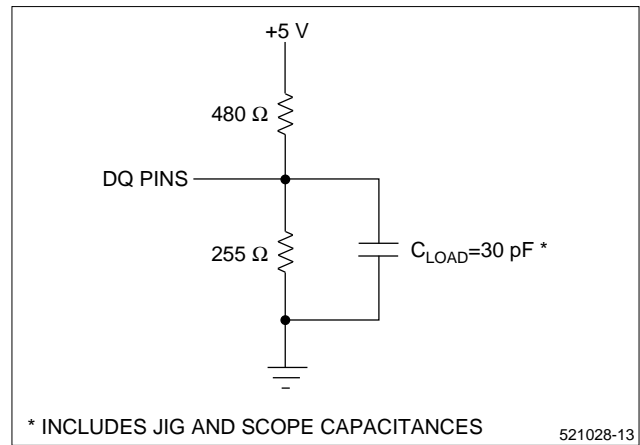 +5 V
480 Ω
DQ PINS
255 Ω
C_LOAD=30 pF *
* INCLUDES JIG AND SCOPE CAPACITANCES
521028-13